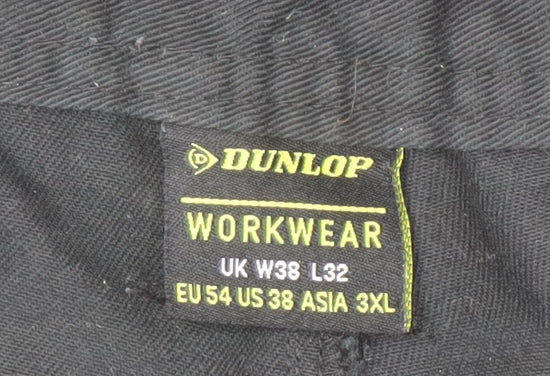 DUNLOP
WORKWEAR
UK W38 L32
EU 54 US 38 ASIA 3XL